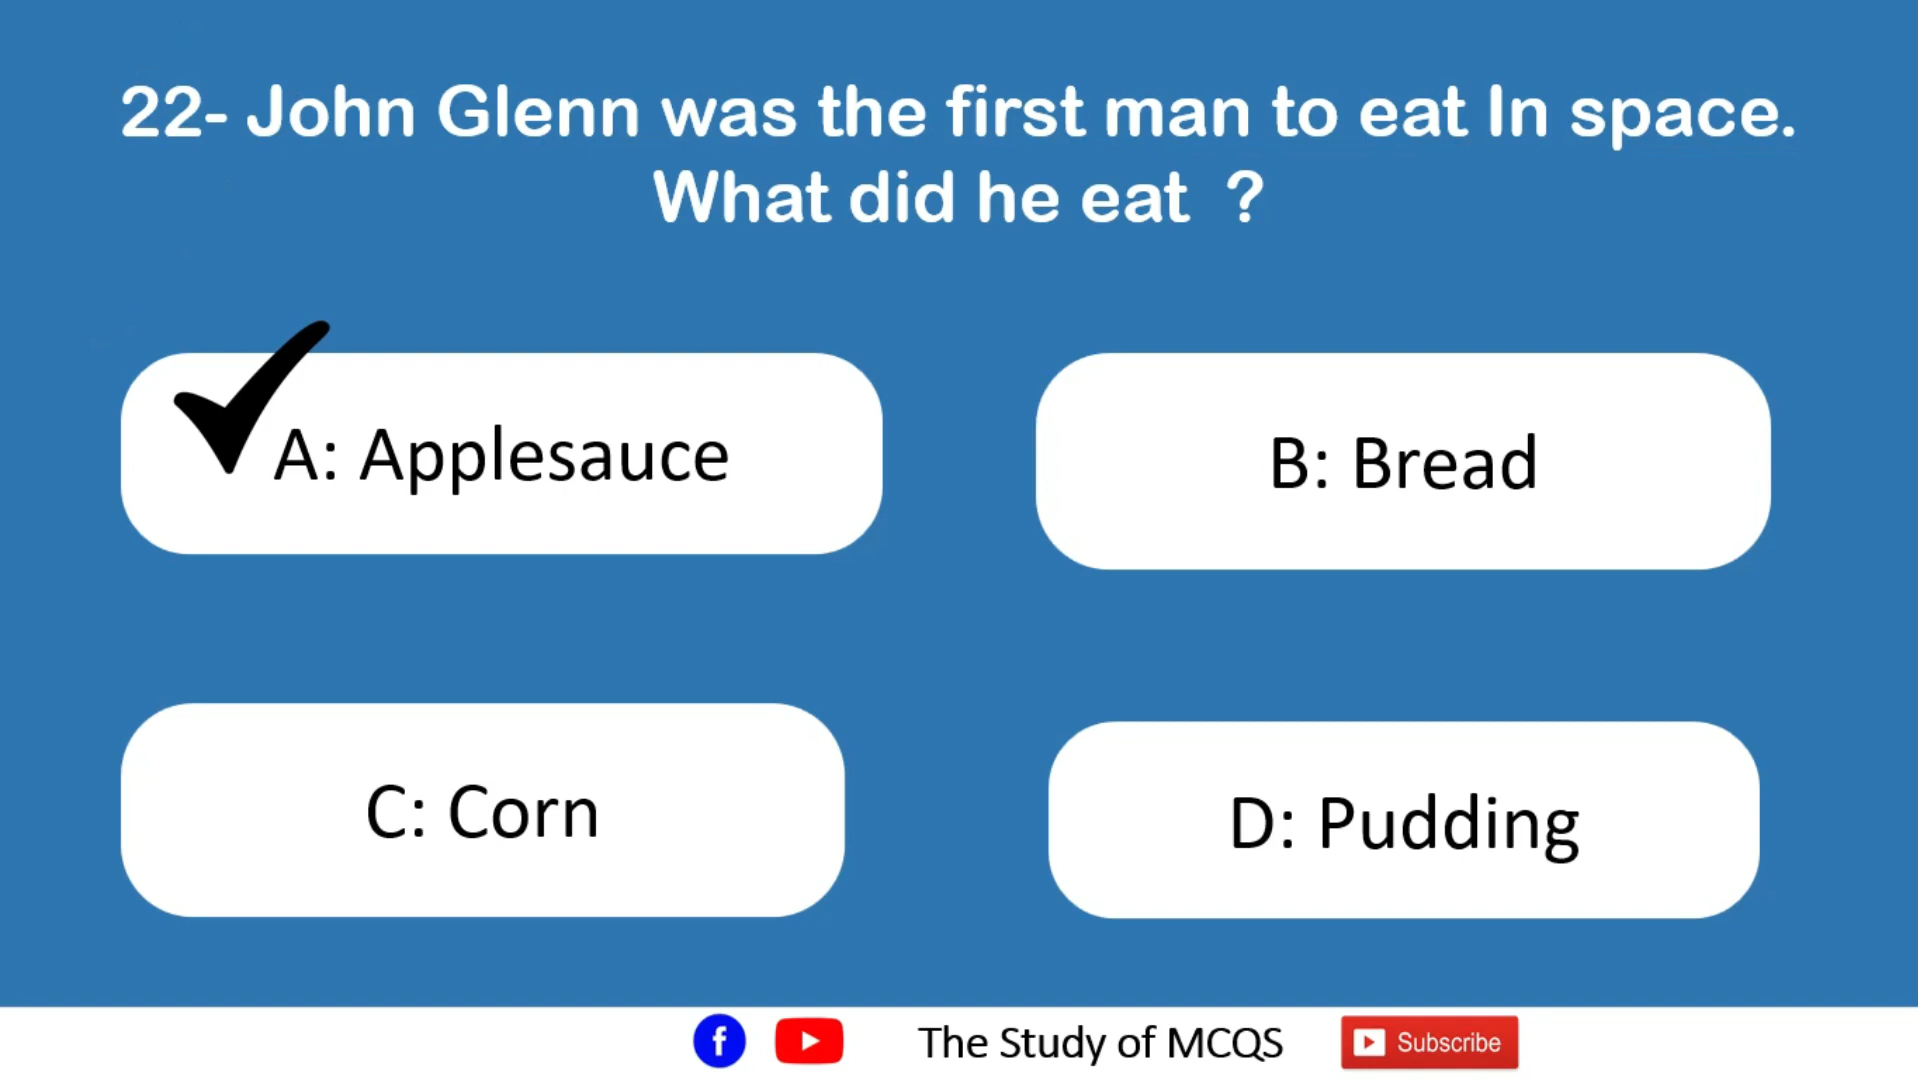 22- John Glenn was the first man to eat In space.
What did he eat  ?
A: Applesauce
B: Bread
C: Corn
D: Pudding
f
The Study of MCQS
Subscribe